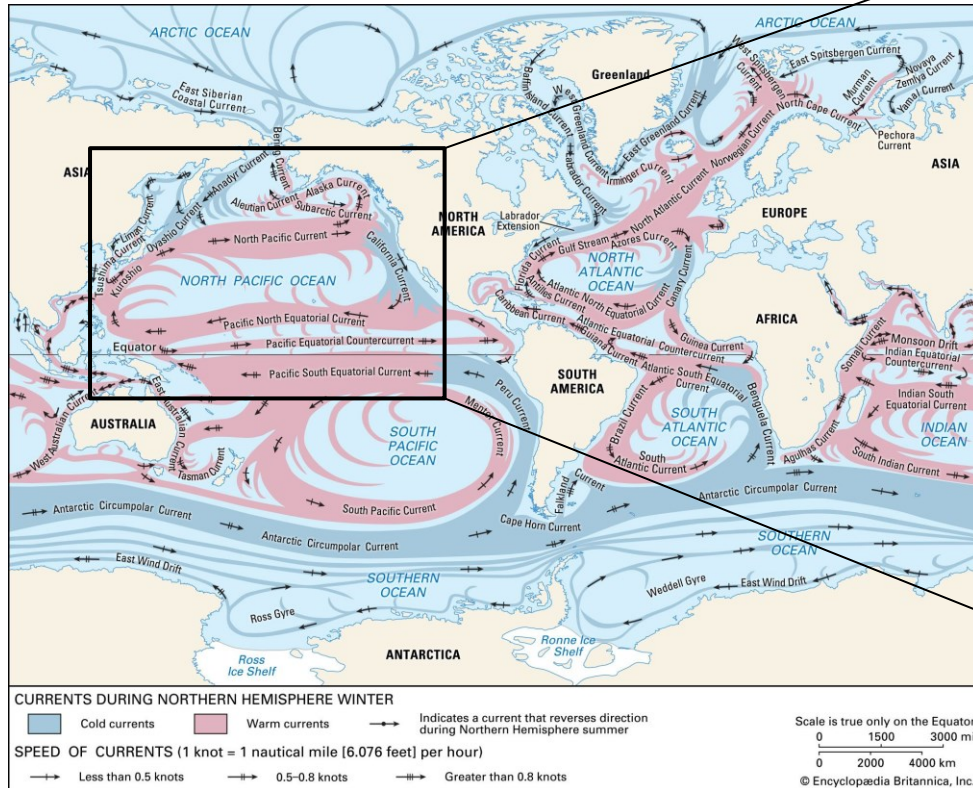 ARCTIC OCEAN
ARCTIC OCEAN
East Siberian
Coastal Current
Bering Current
Greenland
Baffin Island Current
West
Greenland Current
East Greenland Current
West Spitsbergen
Current
East Spitsbergen Current
Novaya
Zemlya Current
Murman
Current
Yamal Current
North Cape Current
Pechora
Current
Norwegian Current
Irminger Current
Labrador Current
Labrador
Extension
North Atlantic Current
ASIA
Anadyr Current
Oyashio Current
Liman Current
Tsushima Current
Kuroshio
Aleutian Current
Alaska Current
Subarctic Current
North Pacific Current
California Current
NORTH PACIFIC OCEAN
Pacific North Equatorial Current
Equator
Pacific Equatorial Countercurrent
Pacific South Equatorial Current
NORTH
AMERICA
Florida Current
Gulf Stream
Azores Current
NORTH
ATLANTIC
OCEAN
Canary Current
Antilles Current
Atlantic North
Equatorial Current
Caribbean Current
Atlantic Equatorial
Countercurrent
Guiana Current
Guinea Current
Atlantic South Equatorial
Current
EUROPE
ASIA
AFRICA
Somali Current
Monsoon Drift
Indian Equatorial
Countercurrent
Indian South
Equatorial Current
INDIAN
OCEAN
SOUTH
AMERICA
Peru Current
Mentor Current
Brazil Current
SOUTH
ATLANTIC
OCEAN
Benguela Current
Agulhas Current
South Indian Current
South
Atlantic Current
Falkland
Current
AUSTRALIA
West Australian Current
East Australian
Current
Tasman Current
SOUTH
PACIFIC
OCEAN
South Pacific Current
Antarctic Circumpolar Current
Antarctic Circumpolar Current
Cape Horn Current
Antarctic Circumpolar Current
East Wind Drift
SOUTHERN
OCEAN
Ross Gyre
Ross
Ice Shelf
ANTARCTICA
Ronne Ice
Shelf
Weddell Gyre
East Wind Drift
SOUTHERN
OCEAN
CURRENTS DURING NORTHERN HEMISPHERE WINTER
Cold currents
Warm currents
Indicates a current that reverses direction
during Northern Hemisphere summer
SPEED OF CURRENTS (1 knot = 1 nautical mile [6.076 feet] per hour)
Less than 0.5 knots
0.5–0.8 knots
Greater than 0.8 knots
Scale is true only on the Equator
0 1500 3000 mi
0 2000 4000 km
© Encyclopædia Britannica, Inc.